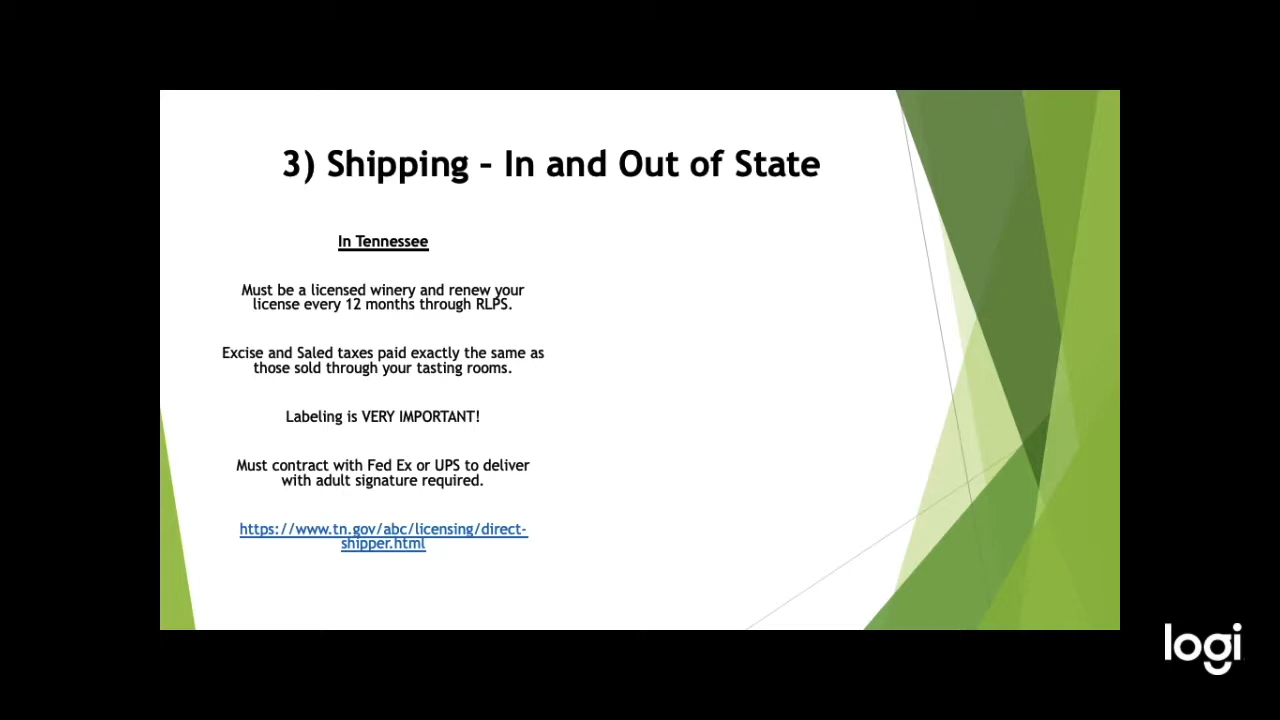 3) Shipping – In and Out of State
In Tennessee
Must be a licensed winery and renew your
license every 12 months through RLPS.
Excise and Saled taxes paid exactly the same as
those sold through your tasting rooms.
Labeling is VERY IMPORTANT!
Must contract with Fed Ex or UPS to deliver
with adult signature required.
https://www.tn.gov/abc/licensing/direct-
shipper.html
logi